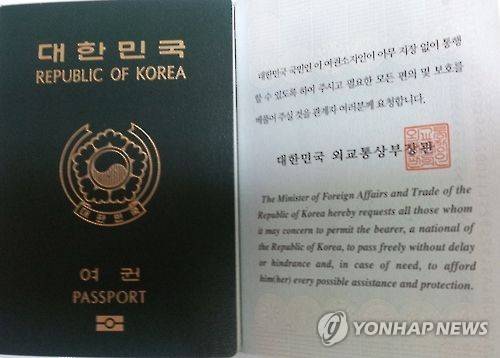 대한민국
REPUBLIC OF KOREA
대한민국
여 권
PASSPORT
대한민국 국민인 이 여권소지인이 아무 지장 없이 통행
할 수 있도록 하여 주시고 필요한 모든 편의 및 보호를
베풀어 주실 것을 관계자 여러분께 요청합니다.
대한민국 외교통상부장관
The Minister of Foreign Affairs and Trade of the
Republic of Korea hereby requests all those whom
it may concern to permit the bearer, a national of
the Republic of Korea, to pass freely without delay
or hindrance and, in case of need, to afford
him(her) every possible assistance and protection.
YONHAP NEWS